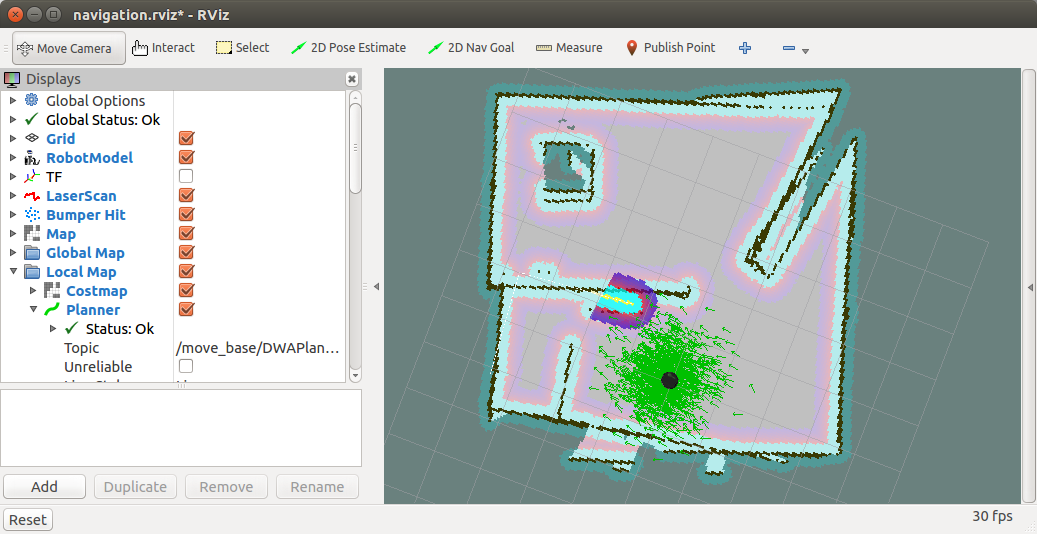 navigation.rviz* - RViz
Move Camera Interact Select 2D Pose Estimate 2D Nav Goal Measure Publish Point
Displays
Global Options
Global Status: Ok
Grid
RobotModel
TF
LaserScan
Bumper Hit
Map
Global Map
Local Map
Costmap
Planner
Status: Ok
Topic /move_base/DWAPlan...
Unreliable
Add Duplicate Remove Rename
Reset 30 fps